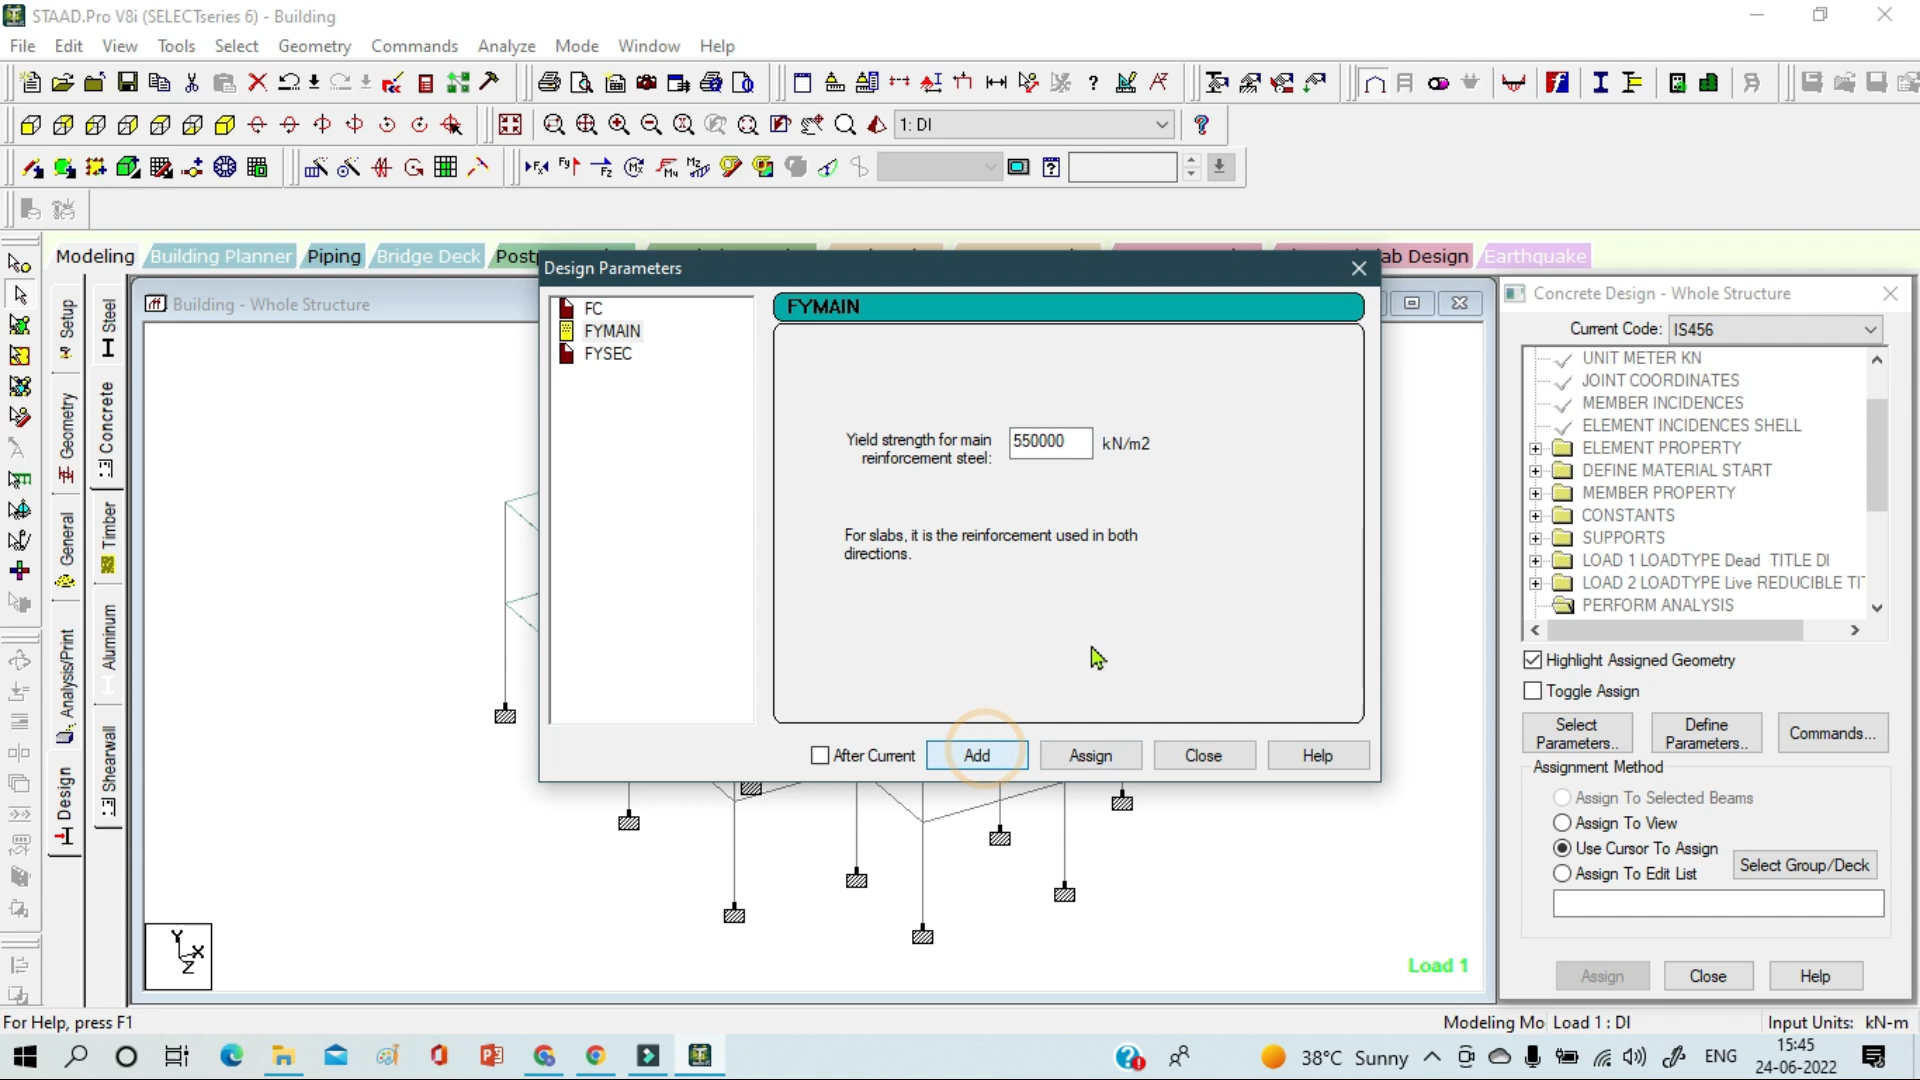 STAAD.Pro V8i (SELECTseries 6) - Building
File Edit View Tools Select Geometry Commands Analyze Mode Window Help
1: DI
Modeling Building Planner Piping Bridge Deck ab Design Earthquake
Setup
Geometry
General
Analysis/Print
Design
Steel
Concrete
Timber
Aluminum
Shearwall
Building - Whole Structure
Design Parameters
FC
FYMAIN
FYSEC
FYMAIN
Yield strength for main 550000 kN/m2
reinforcement steel:
For slabs, it is the reinforcement used in both
directions.
After Current Add Assign Close Help
Y
X
Z
Load 1
Concrete Design - Whole Structure
Current Code: IS456
UNIT METER KN
JOINT COORDINATES
MEMBER INCIDENCES
ELEMENT INCIDENCES SHELL
ELEMENT PROPERTY
DEFINE MATERIAL START
MEMBER PROPERTY
CONSTANTS
SUPPORTS
LOAD 1 LOADTYPE Dead TITLE DI
LOAD 2 LOADTYPE Live REDUCIBLE TI
PERFORM ANALYSIS
Highlight Assigned Geometry
Toggle Assign
Select Parameters..
Define Parameters..
Commands...
Assignment Method
Assign To Selected Beams
Assign To View
Use Cursor To Assign
Assign To Edit List
Select Group/Deck
Assign Close Help
For Help, press F1
Modeling Mo Load 1 : DI Input Units: kN-m
38°C Sunny ENG
15:45
24-06-2022